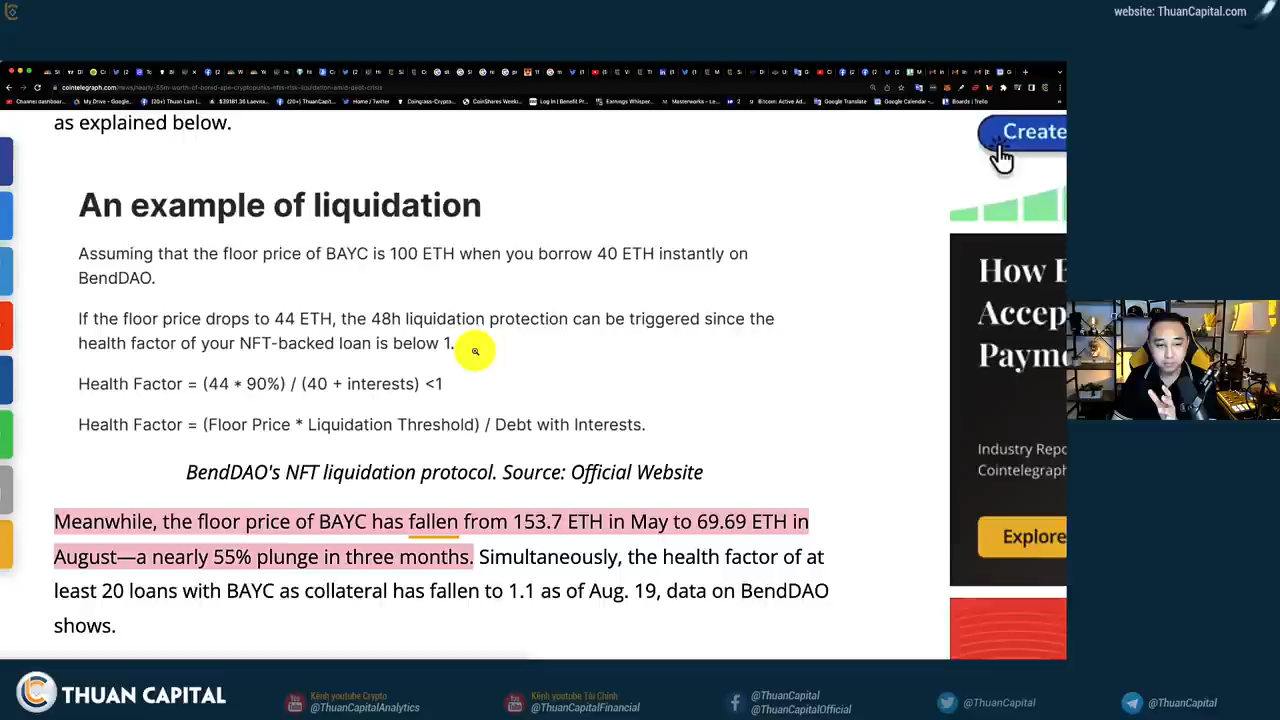 website: ThuanCapital.com
as explained below.
Create
An example of liquidation
Assuming that the floor price of BAYC is 100 ETH when you borrow 40 ETH instantly on
BendDAO.
If the floor price drops to 44 ETH, the 48h liquidation protection can be triggered since the
health factor of your NFT-backed loan is below 1.
Health Factor = (44 * 90%) / (40 + interests) <1
Health Factor = (Floor Price * Liquidation Threshold) / Debt with Interests.
BendDAO's NFT liquidation protocol. Source: Official Website
Meanwhile, the floor price of BAYC has fallen from 153.7 ETH in May to 69.69 ETH in
August—a nearly 55% plunge in three months. Simultaneously, the health factor of at
least 20 loans with BAYC as collateral has fallen to 1.1 as of Aug. 19, data on BendDAO
shows.
Accep
Payme
Industry Repo
Cointelegraph
Explore
THUAN CAPITAL
Kênh youtube Crypto
@ThuanCapitalAnalytics
Kênh youtube Tài Chính
@ThuanCapitalFinancial
@ThuanCapital
@ThuanCapitalOfficial
@ThuanCapital
@ThuanCapital